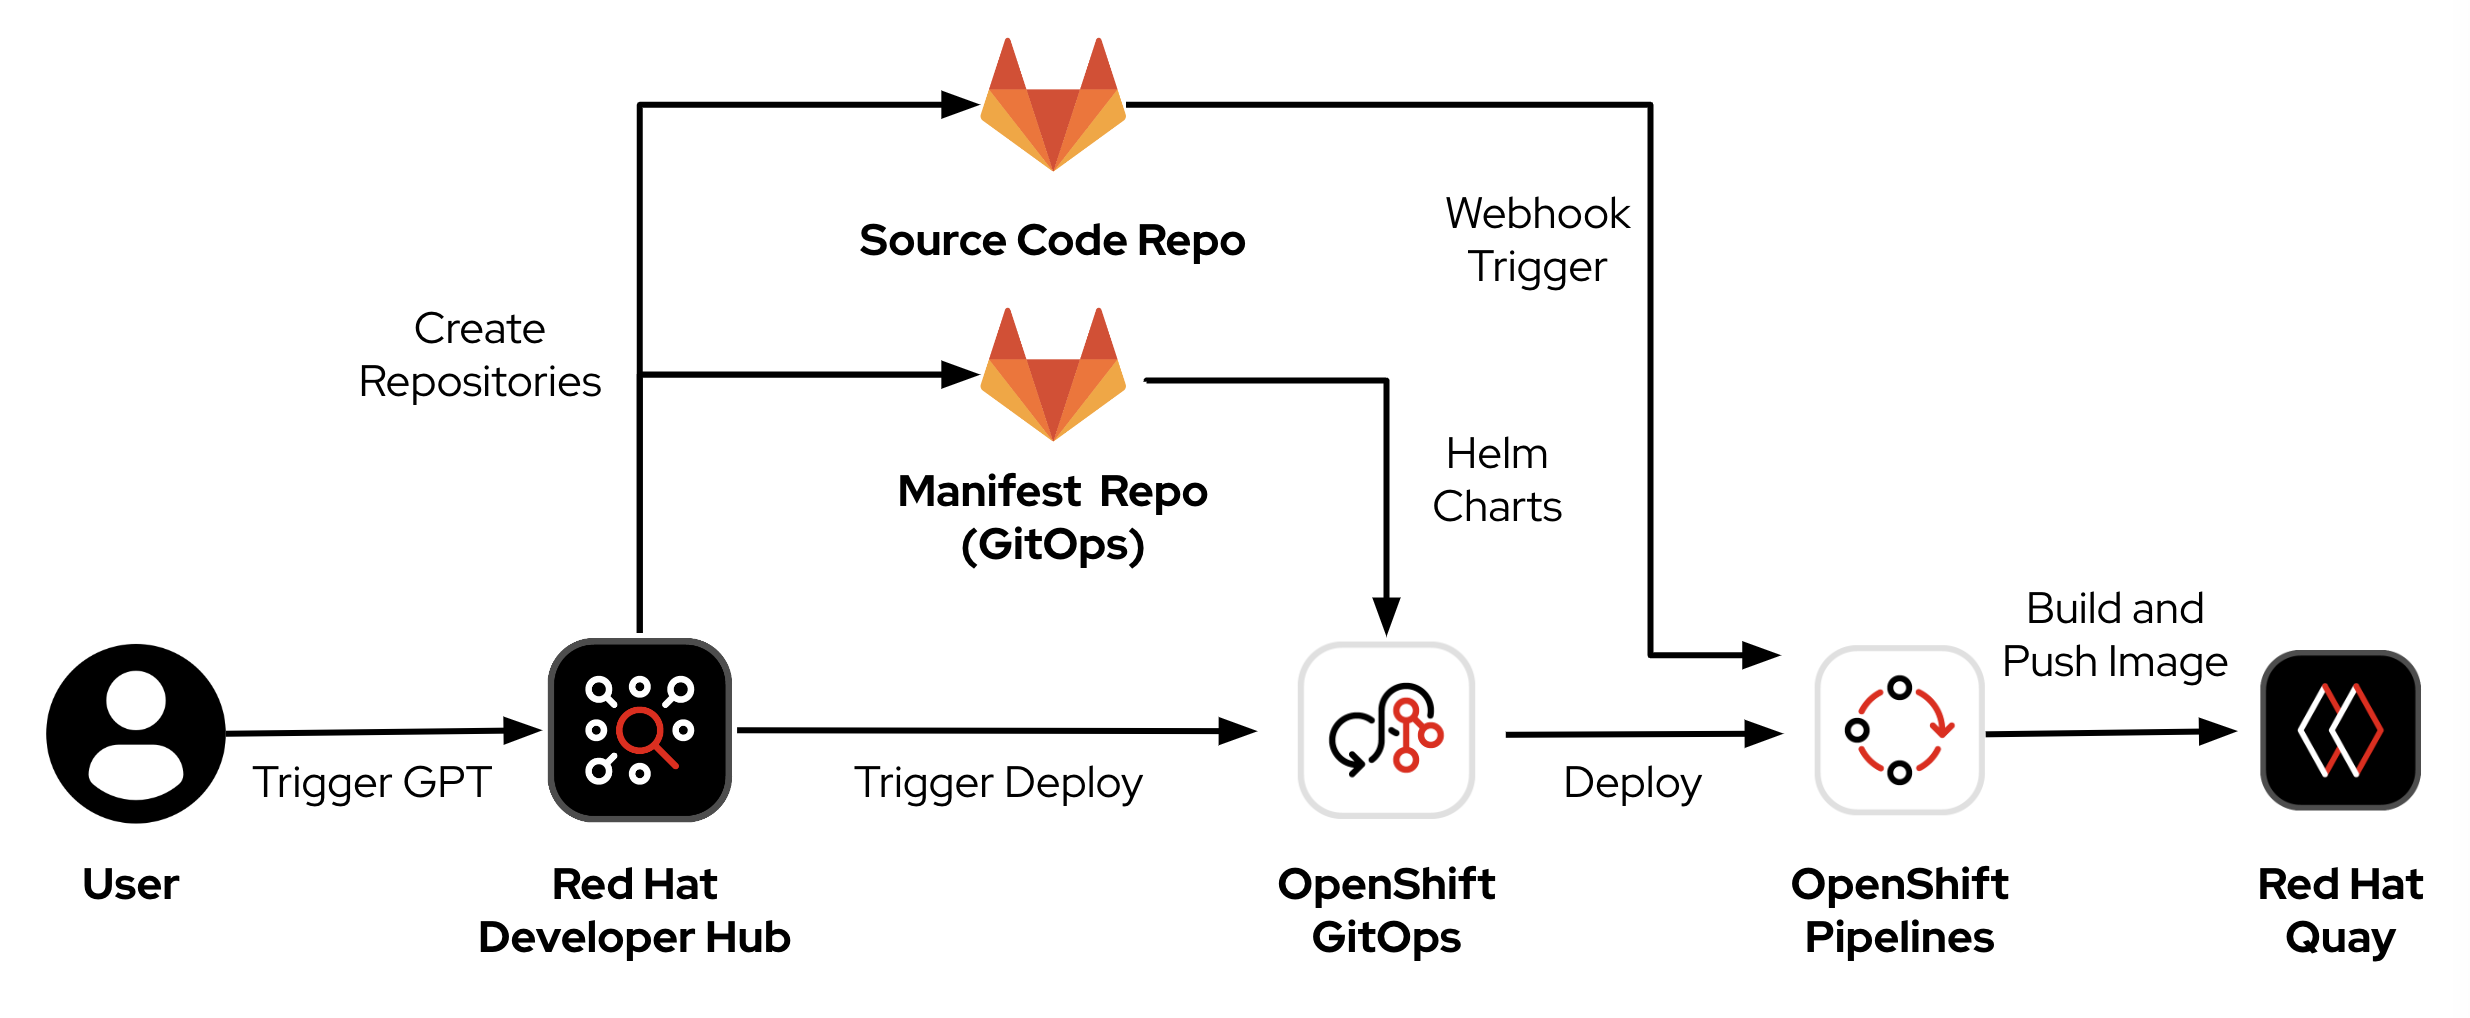 Source Code Repo
Webhook
Trigger
Create
Repositories
Manifest Repo
(GitOps)
Helm
Charts
Build and
Push Image
Trigger GPT
Trigger Deploy
Deploy
User
Red Hat
Developer Hub
OpenShift
GitOps
OpenShift
Pipelines
Red Hat
Quay